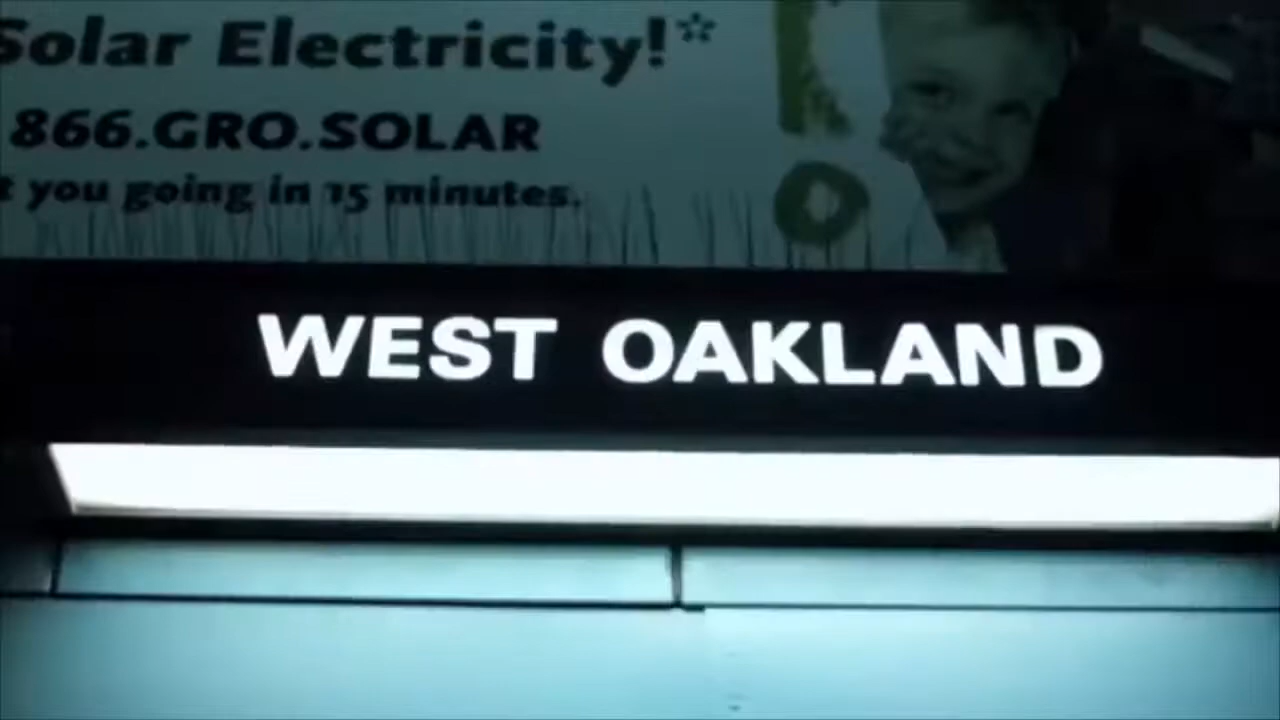 Solar Electricity!*
866.GRO.SOLAR
you going in 15 minutes.
WEST OAKLAND